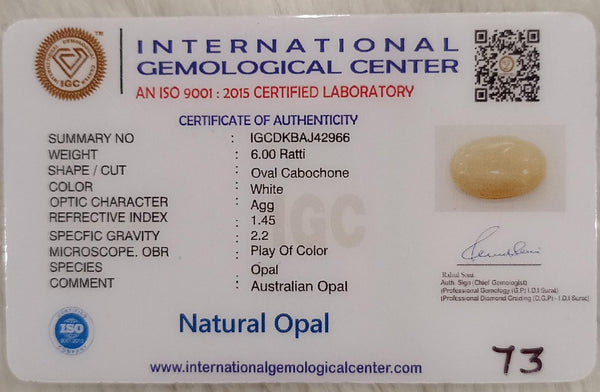 INTERNATIONAL
GEMOLOGICAL CENTER
AN ISO 9001 : 2015 CERTIFIED LABORATORY
CERTIFICATE OF AUTHENTICITY
SUMMARY NO : IGCDKBAJ42966
WEIGHT : 6.00 Ratti
SHAPE / CUT : Oval Cabochone
COLOR : White
OPTIC CHARACTER : Agg
REFRECTIVE INDEX : 1.45
SPECFIC GRAVITY : 2.2
MICROSCOPE. OBR : Play Of Color
SPECIES : Opal
COMMENT : Australian Opal
IGC
IGC
Rahul Soni
Auth. Sign (Chief Gemologist)
(Professional Gemology (G.P) I.D.I Surat)
(Professional Diamond Grading (D.G.P) - I.D.I Surat)
ISO
Natural Opal
www.internationalgemologicalcenter.com
73